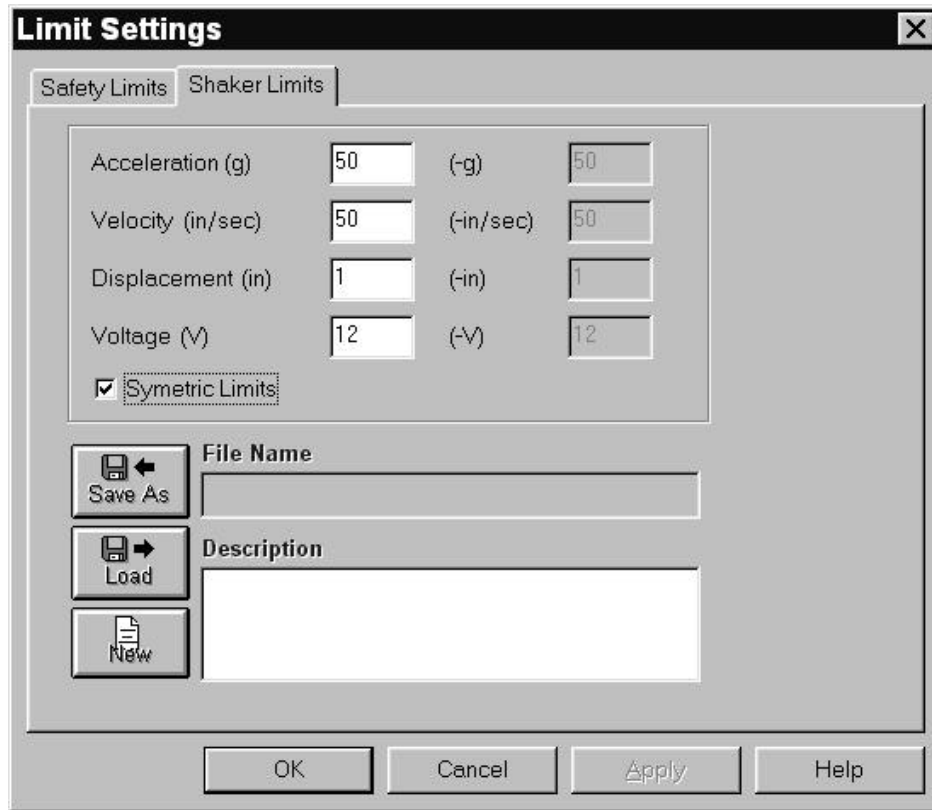 Limit Settings
Safety Limits Shaker Limits
Acceleration (g) 50 (-g) 50
Velocity (in/sec) 50 (-in/sec) 50
Displacement (in) 1 (-in) 1
Voltage (V) 12 (-V) 12
Symetric Limits
File Name
Save As
Description
Load
New
OK Cancel Apply Help